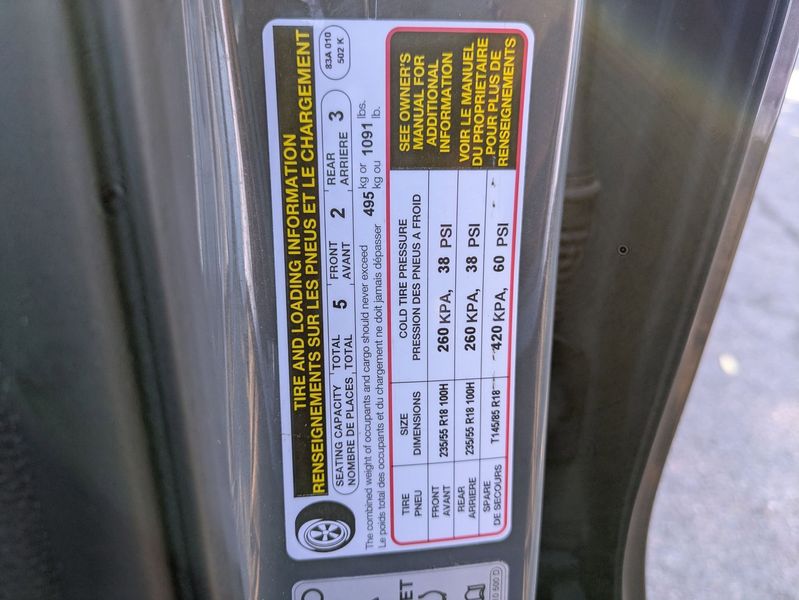 TIRE AND LOADING INFORMATION
RENSEIGNEMENTS SUR LES PNEUS ET LE CHARGEMENT
SEATING CAPACITY TOTAL 5 FRONT 2 REAR 3
NOMBRE DE PLACES TOTAL AVANT ARRIERE
83A 010
502 K
The combined weight of occupants and cargo should never exceed 495 kg or 1091 lbs.
Le poids total des occupants et du chargement ne doit jamais dépasser kg ou lb.
TIRE SIZE COLD TIRE PRESSURE
PNEU DIMENSIONS PRESSION DES PNEUS A FROID
FRONT
AVANT
235/55 R18 100H 260 KPA, 38 PSI
REAR
ARRIERE
235/55 R18 100H 260 KPA, 38 PSI
SPARE
DE SECOURS
T145/85 R18 420 KPA, 60 PSI
SEE OWNER'S
MANUAL FOR
ADDITIONAL
INFORMATION
VOIR LE MANUEL
DU PROPRIETAIRE
POUR PLUS DE
RENSEIGNEMENTS